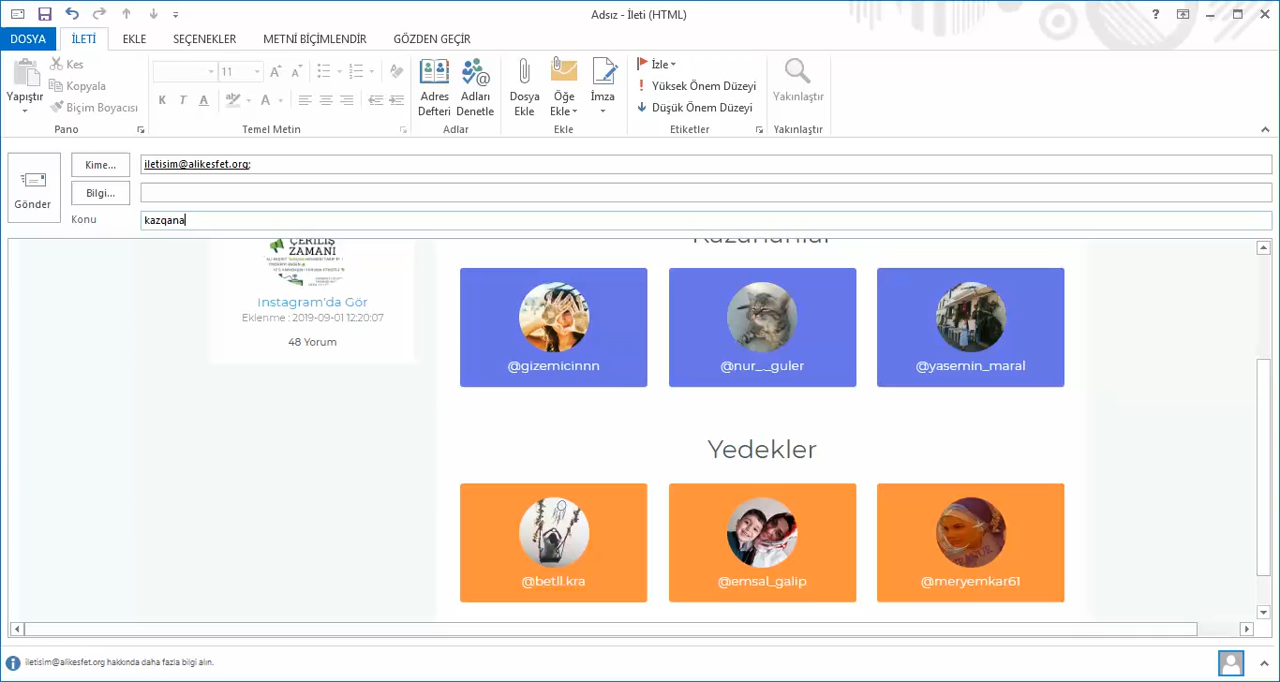 Adsız - İleti (HTML)
?
DOSYA İLETİ EKLE SEÇENEKLER METNİ BİÇİMLENDİR GÖZDEN GEÇİR
Yapıştır
Kes
Kopyala
Biçim Boyacısı
Pano
11
K T A
A
Temel Metin
Adres Defteri
Adları Denetle
Adlar
Dosya Ekle
Öğe Ekle
İmza
Ekle
İzle
Yüksek Önem Düzeyi
Düşük Önem Düzeyi
Etiketler
Yakınlaştır
Yakınlaştır
Gönder
Kime... iletisim@alikesfet.org;
Bilgi...
Konu kazqana
ÇERİLİŞ
ZAMANI
Instagram'da Gör
Eklenme : 2019-09-01 12:20:07
48 Yorum
Kazananlar
@gizemicinnn @nur_._guler @yasemin_maral
Yedekler
@betll.kra @emsal_galip @meryemkar61
iletisim@alikesfet.org hakkında daha fazla bilgi alın.